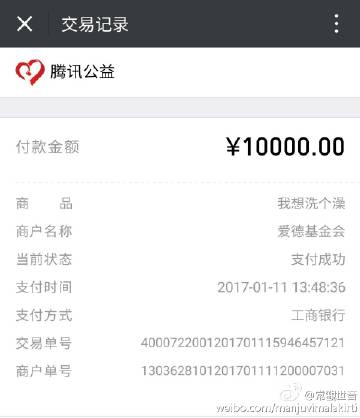 交易记录
腾讯公益
付款金额 ¥10000.00
商 品 我想洗个澡
商户名称 爱德基金会
当前状态 支付成功
支付时间 2017-01-11 13:48:36
支付方式 工商银行
交易单号 4000722001201701115946457121
商户单号 1303628101201701111200007031
@常观世音
weibo.com/manjuvimalakirti